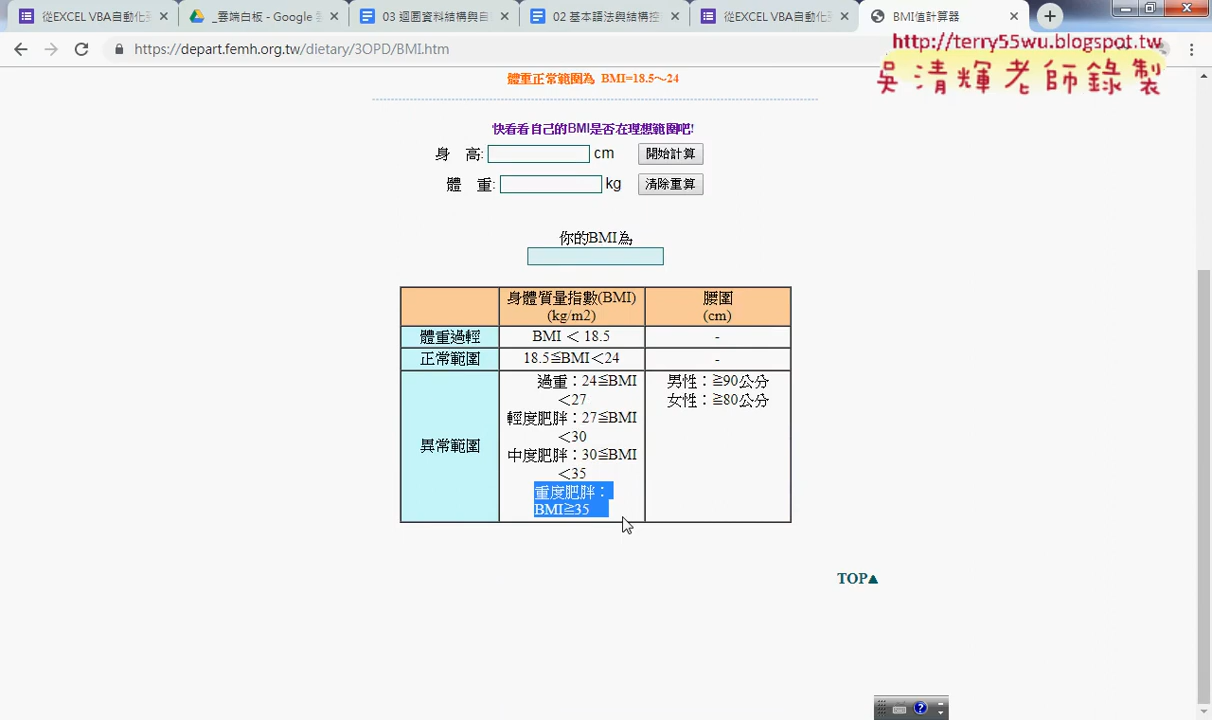 從EXCEL VBA自動化至
_雲端白板 - Google 雲
03 迴圈資料結構與自
02 基本語法與結構控
從EXCEL VBA自動化至
BMI值計算器
https://depart.femh.org.tw/dietary/3OPD/BMI.htm
http://terry55wu.blogspot.tw
吳清輝老師錄製
體重正常範圍為 BMI=18.5～24
快看看自己的BMI是否在理想範圍吧!
身 高: cm 開始計算
體 重: kg 清除重算
你的BMI為
身體質量指數(BMI)
(kg/m2)
腰圍
(cm)
體重過輕 BMI ＜ 18.5 -
正常範圍 18.5≦BMI＜24 -
異常範圍
過重：24≦BMI
＜27
輕度肥胖：27≦BMI
＜30
中度肥胖：30≦BMI
＜35
重度肥胖：
BMI≧35
男性：≧90公分
女性：≧80公分
TOP▲